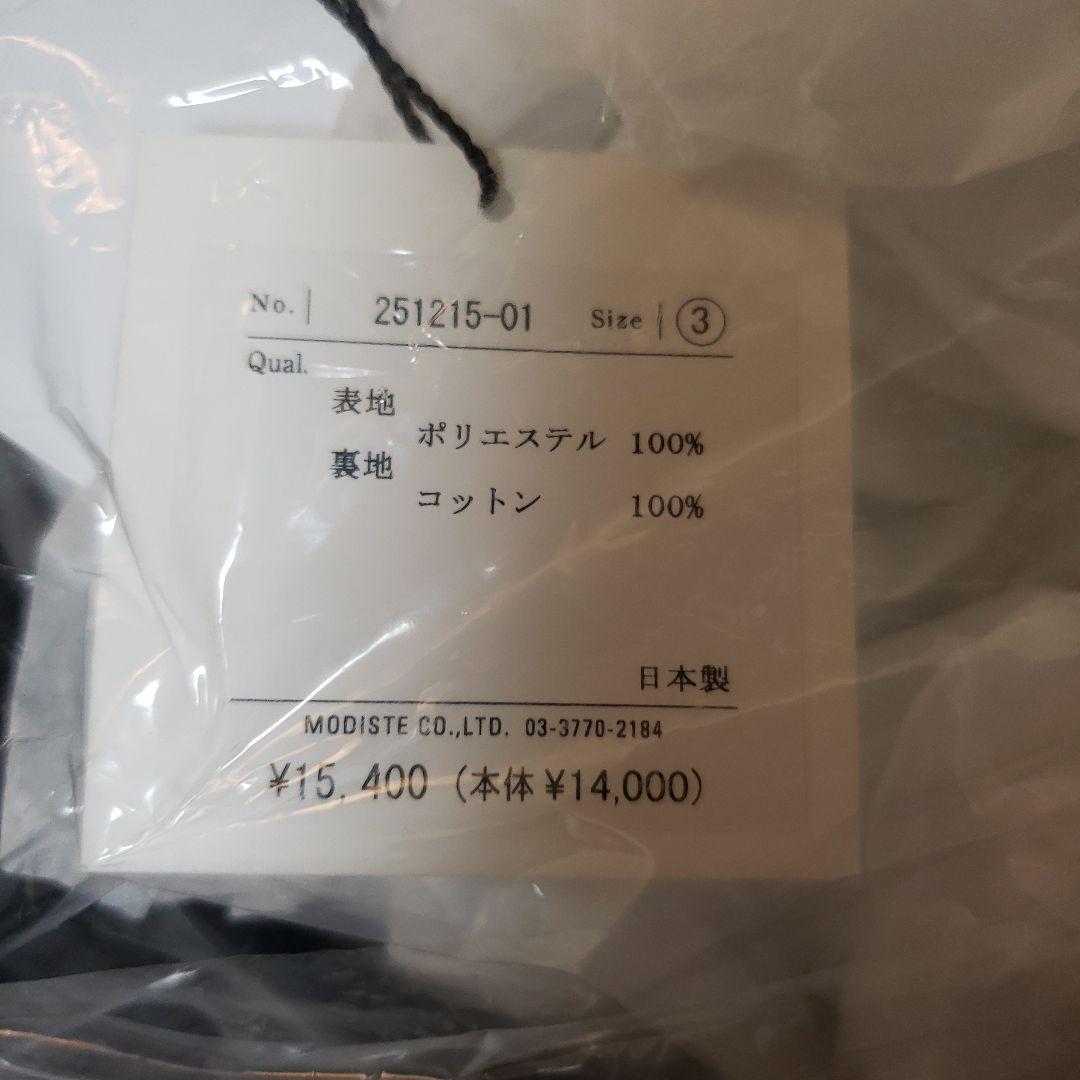 No. 251215-01 Size ③
Qual.
表地
ポリエステル 100%
裏地
コットン 100%
日本製
MODISTE CO.,LTD. 03-3770-2184
¥15,400 (本体¥14,000)